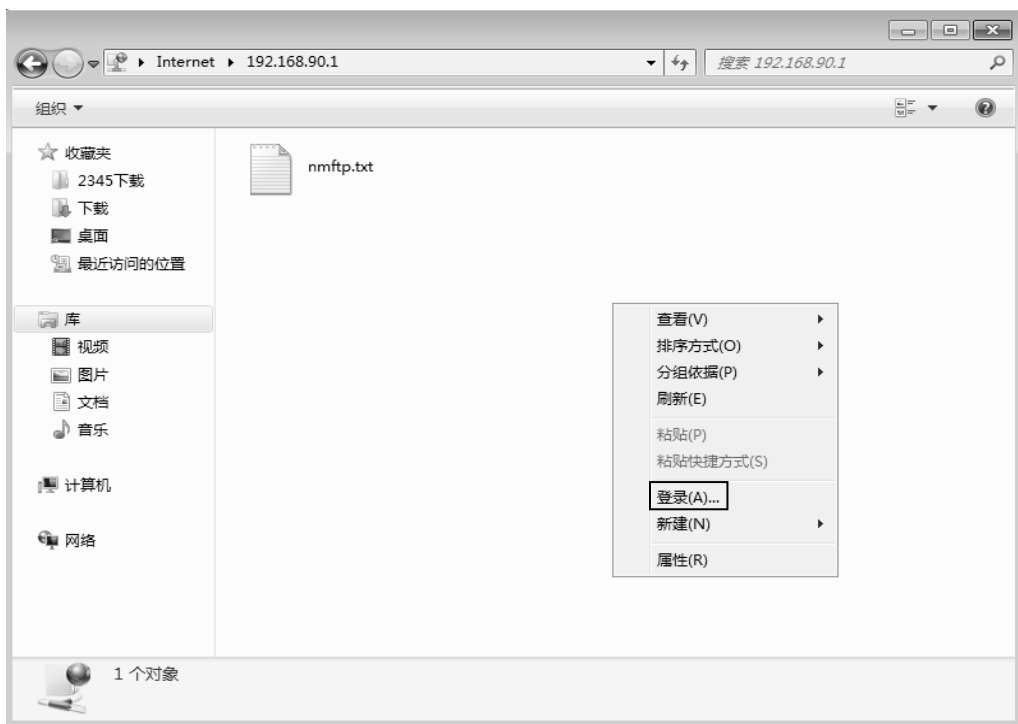 Internet 192.168.90.1
搜索 192.168.90.1
组织
收藏夹
2345下载
下载
桌面
最近访问的位置
库
视频
图片
文档
音乐
计算机
网络
nmftp.txt
查看(V)
排序方式(O)
分组依据(P)
刷新(E)
粘贴(P)
粘贴快捷方式(S)
登录(A)...
新建(N)
属性(R)
1 个对象